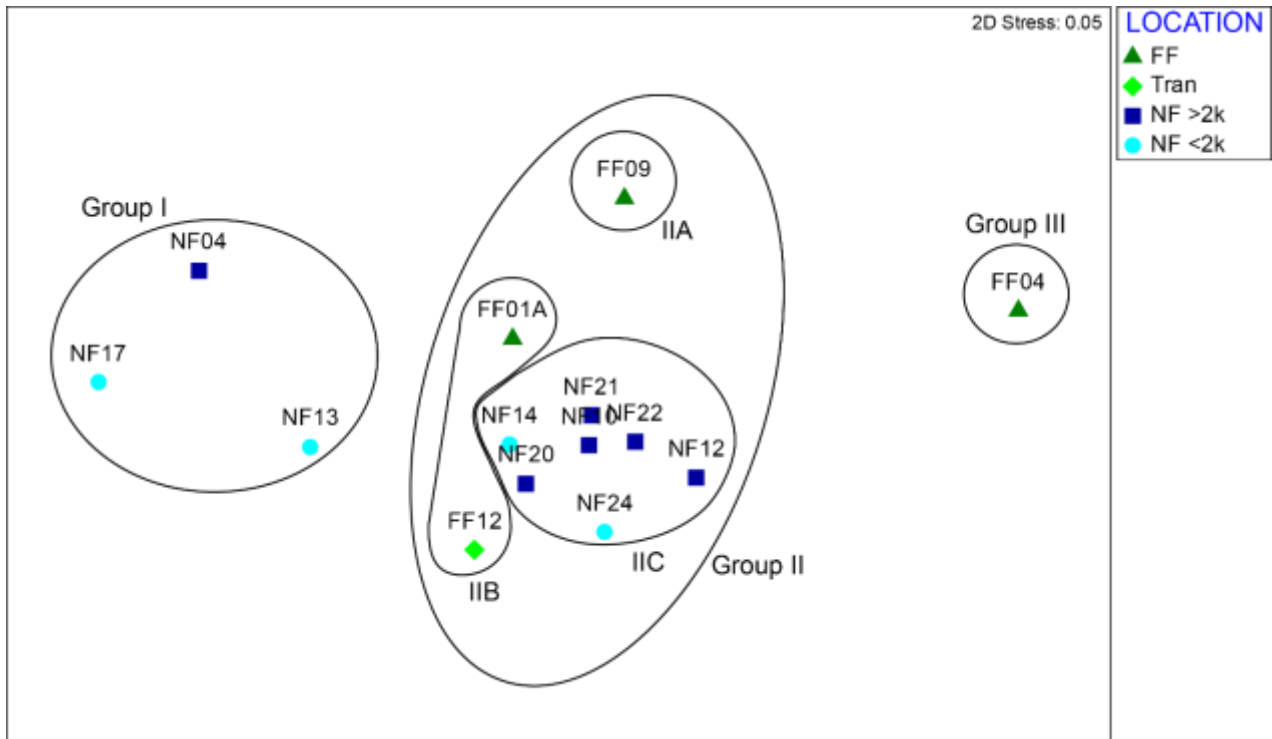 2D Stress: 0.05
LOCATION
FF
Tran
NF >2k
NF <2k
FF09
IIA
Group I
NF04
Group III
FF04
FF01A
NF17
NF21
NF10
NF22
NF13
NF14
NF20
NF12
NF24
FF12
IIC
Group II
IIB